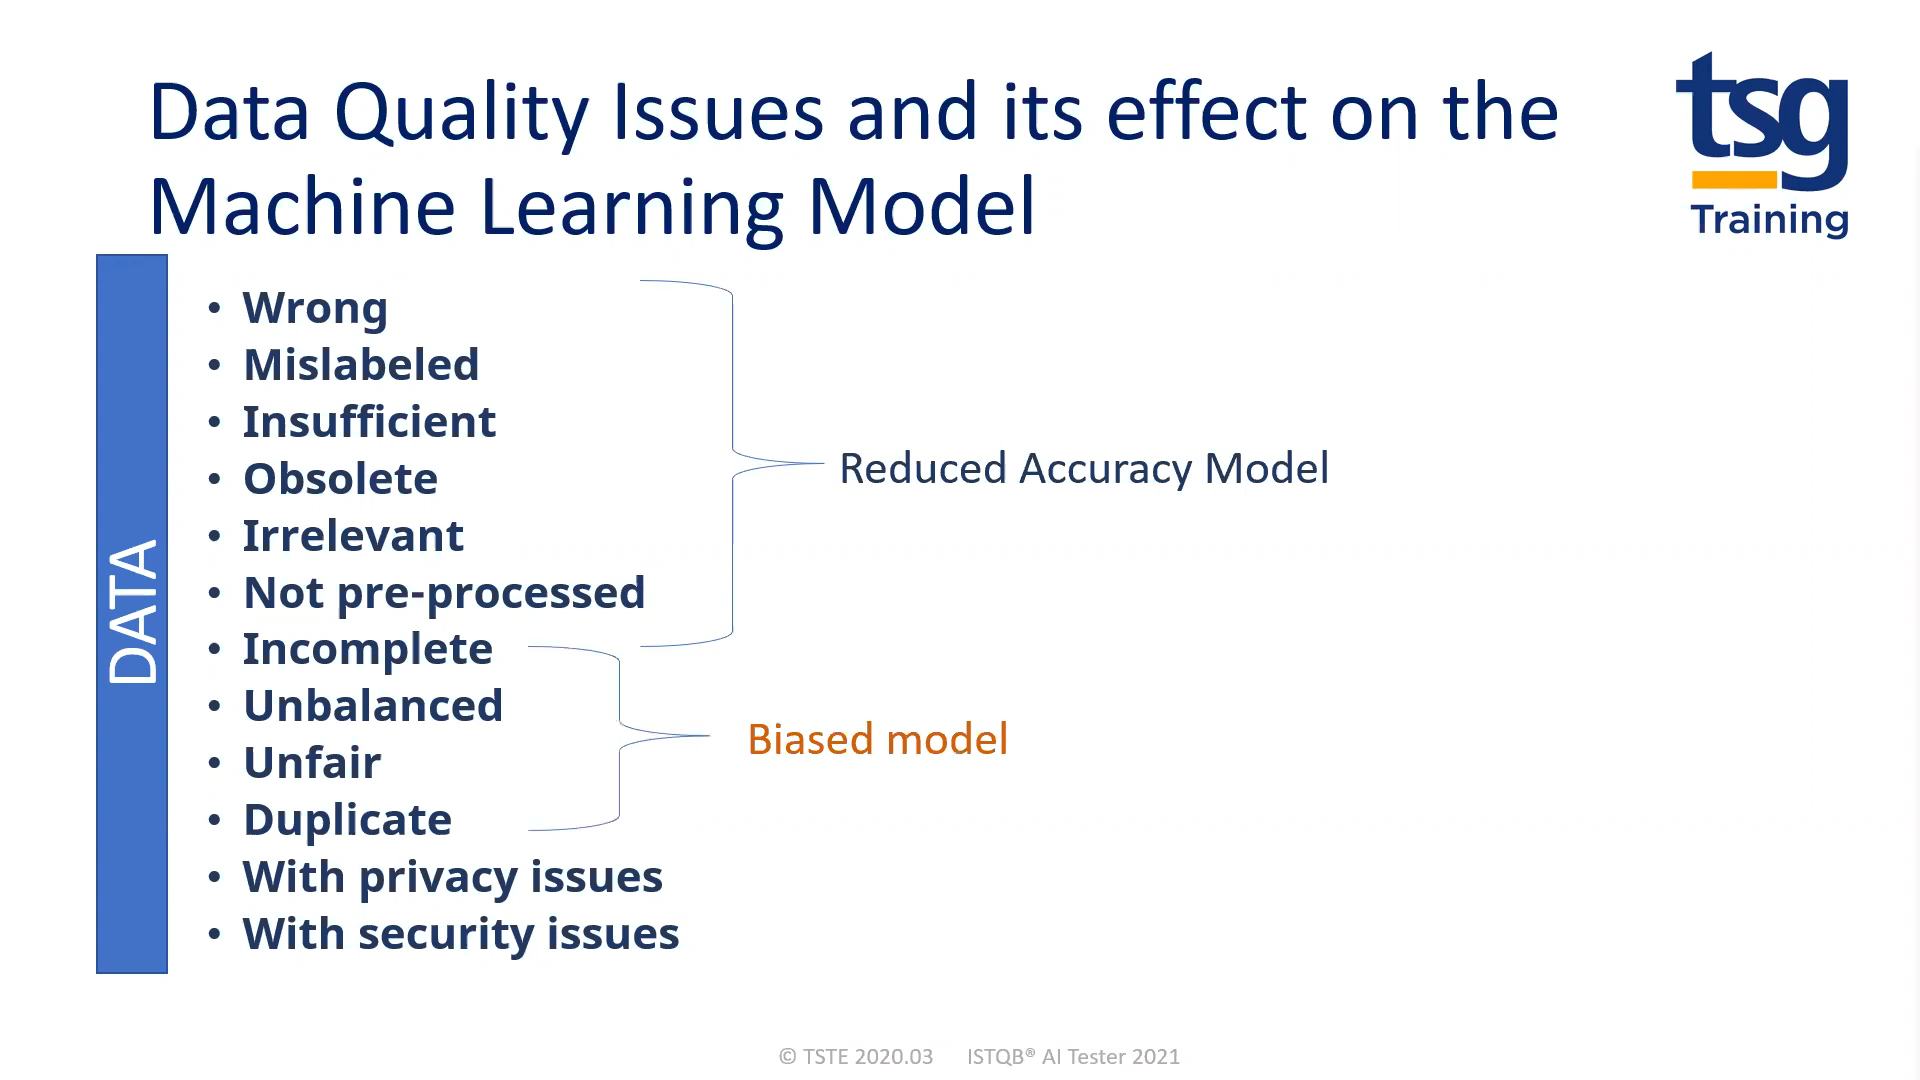 Data Quality Issues and its effect on the
Machine Learning Model
tsg
Training
DATA
• Wrong
• Mislabeled
• Insufficient
• Obsolete
• Irrelevant
• Not pre-processed
• Incomplete
• Unbalanced
• Unfair
• Duplicate
• With privacy issues
• With security issues
Reduced Accuracy Model
Biased model
© TSTE 2020.03 ISTQB® AI Tester 2021